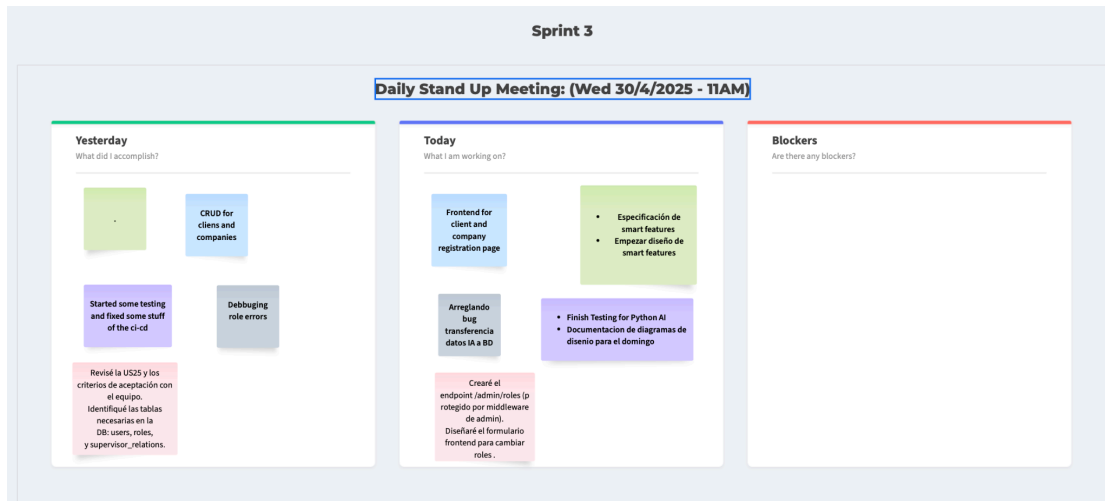 Sprint 3
Daily Stand Up Meeting: (Wed 30/4/2025 - 11AM)
Yesterday
What did I accomplish?
.
CRUD for
cliens and
companies
Started some testing
and fixed some stuff
of the ci-cd
Debbuging
role errors
Revisé la US25 y los
criterios de aceptación con
el equipo.
Identifiqué las tablas
necesarias en la
DB: users, roles,
y supervisor_relations.
Today
What I am working on?
Frontend for
client and
company
registration page
• Especificación de
smart features
• Empezar diseño de
smart features
Arreglando
bug
transferencia
datos IA a BD
• Finish Testing for Python AI
• Documentacion de diagramas de
disenio para el domingo
Crearé el
endpoint /admin/roles (p
rotegido por middleware
de admin).
Diseñaré el formulario
frontend para cambiar
roles .
Blockers
Are there any blockers?